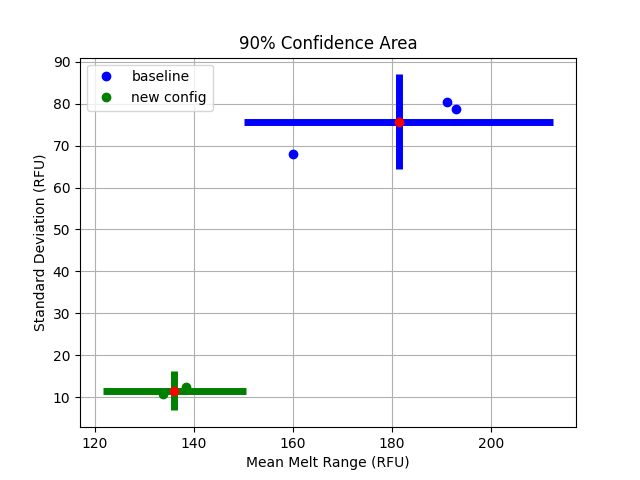 90% Confidence Area
baseline
new config
90
80
70
60
50
40
30
20
10
Standard Deviation (RFU)
120 140 160 180 200
Mean Melt Range (RFU)